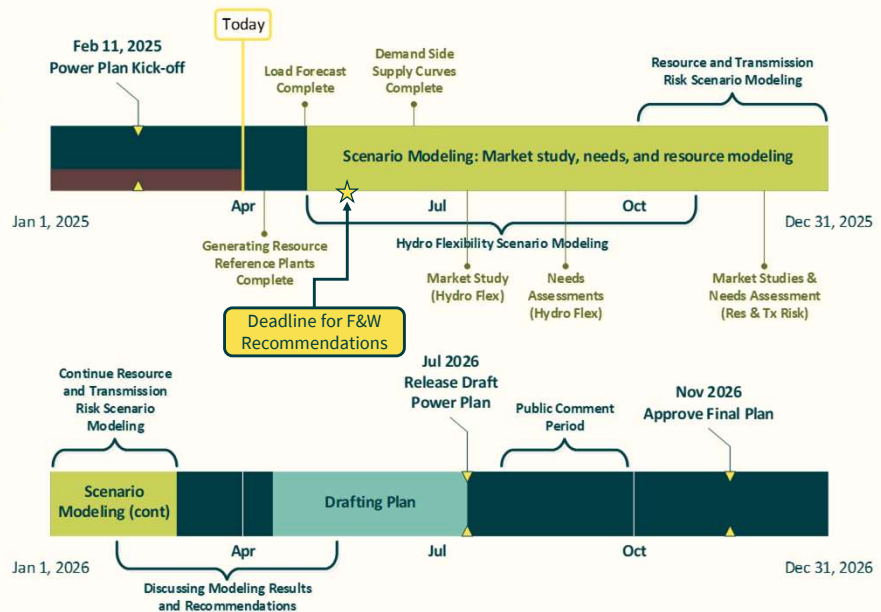 Today
Feb 11, 2025
Power Plan Kick-off
Load Forecast
Complete
Demand Side
Supply Curves
Complete
Resource and Transmission
Risk Scenario Modeling
Scenario Modeling: Market study, needs, and resource modeling
Jan 1, 2025
Apr
Jul
Oct
Dec 31, 2025
Generating Resource
Reference Plants
Complete
Hydro Flexibility Scenario Modeling
Market Study
(Hydro Flex)
Needs
Assessments
(Hydro Flex)
Market Studies &
Needs Assessment
(Res & Tx Risk)
Deadline for F&W
Recommendations
Continue Resource
and Transmission
Risk Scenario
Modeling
Jul 2026
Release Draft
Power Plan
Public Comment
Period
Nov 2026
Approve Final Plan
Scenario
Modeling (cont)
Drafting Plan
Jan 1, 2026
Apr
Jul
Oct
Dec 31, 2026
Discussing Modeling Results
and Recommendations